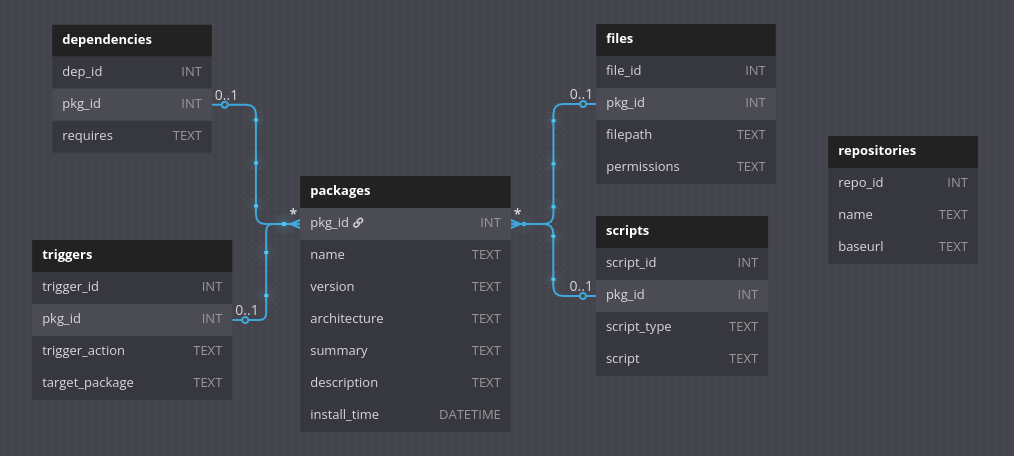 dependencies
dep_id INT
pkg_id INT
requires TEXT
0..1
triggers
trigger_id INT
pkg_id INT
trigger_action TEXT
target_package TEXT
0..1
*
packages
pkg_id INT
name TEXT
version TEXT
architecture TEXT
summary TEXT
description TEXT
install_time DATETIME
*
files
file_id INT
0..1
pkg_id INT
filepath TEXT
permissions TEXT
scripts
script_id INT
0..1
pkg_id INT
script_type TEXT
script TEXT
repositories
repo_id INT
name TEXT
baseurl TEXT